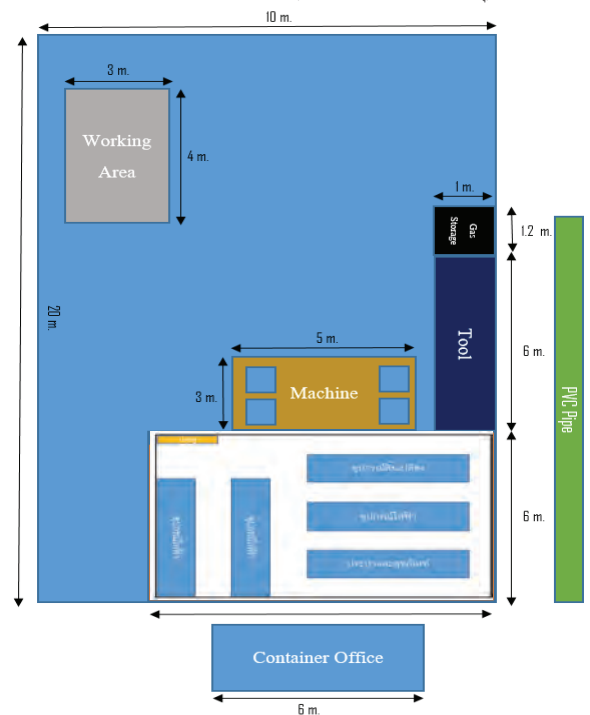 10 m.
3 m.
Working
Area
4 m.
1 m.
Gas
Storage
1.2 m.
20 m.
5 m.
Tool
6 m.
3 m.
Machine
PVC Pipe
6 m.
Container Office
6 m.